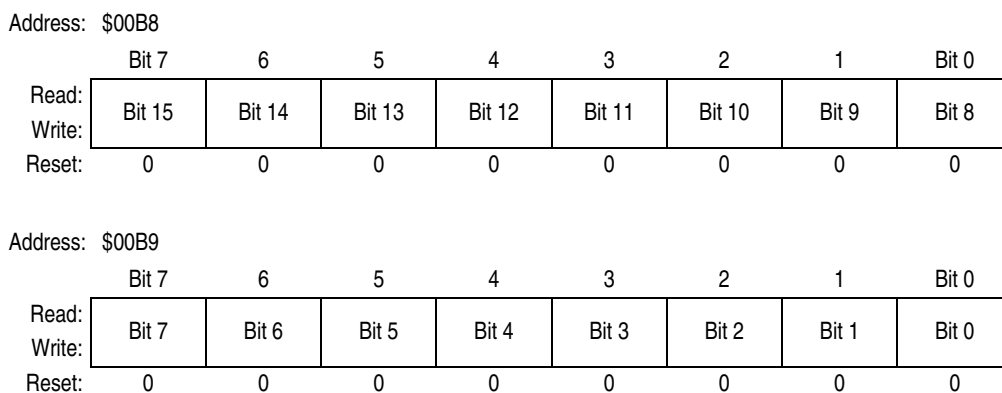 Address: $00B8
Bit 7 6 5 4 3 2 1 Bit 0
Read:
Bit 15 Bit 14 Bit 13 Bit 12 Bit 11 Bit 10 Bit 9 Bit 8
Write:
Reset: 0 0 0 0 0 0 0 0
Address: $00B9
Bit 7 6 5 4 3 2 1 Bit 0
Read:
Bit 7 Bit 6 Bit 5 Bit 4 Bit 3 Bit 2 Bit 1 Bit 0
Write:
Reset: 0 0 0 0 0 0 0 0